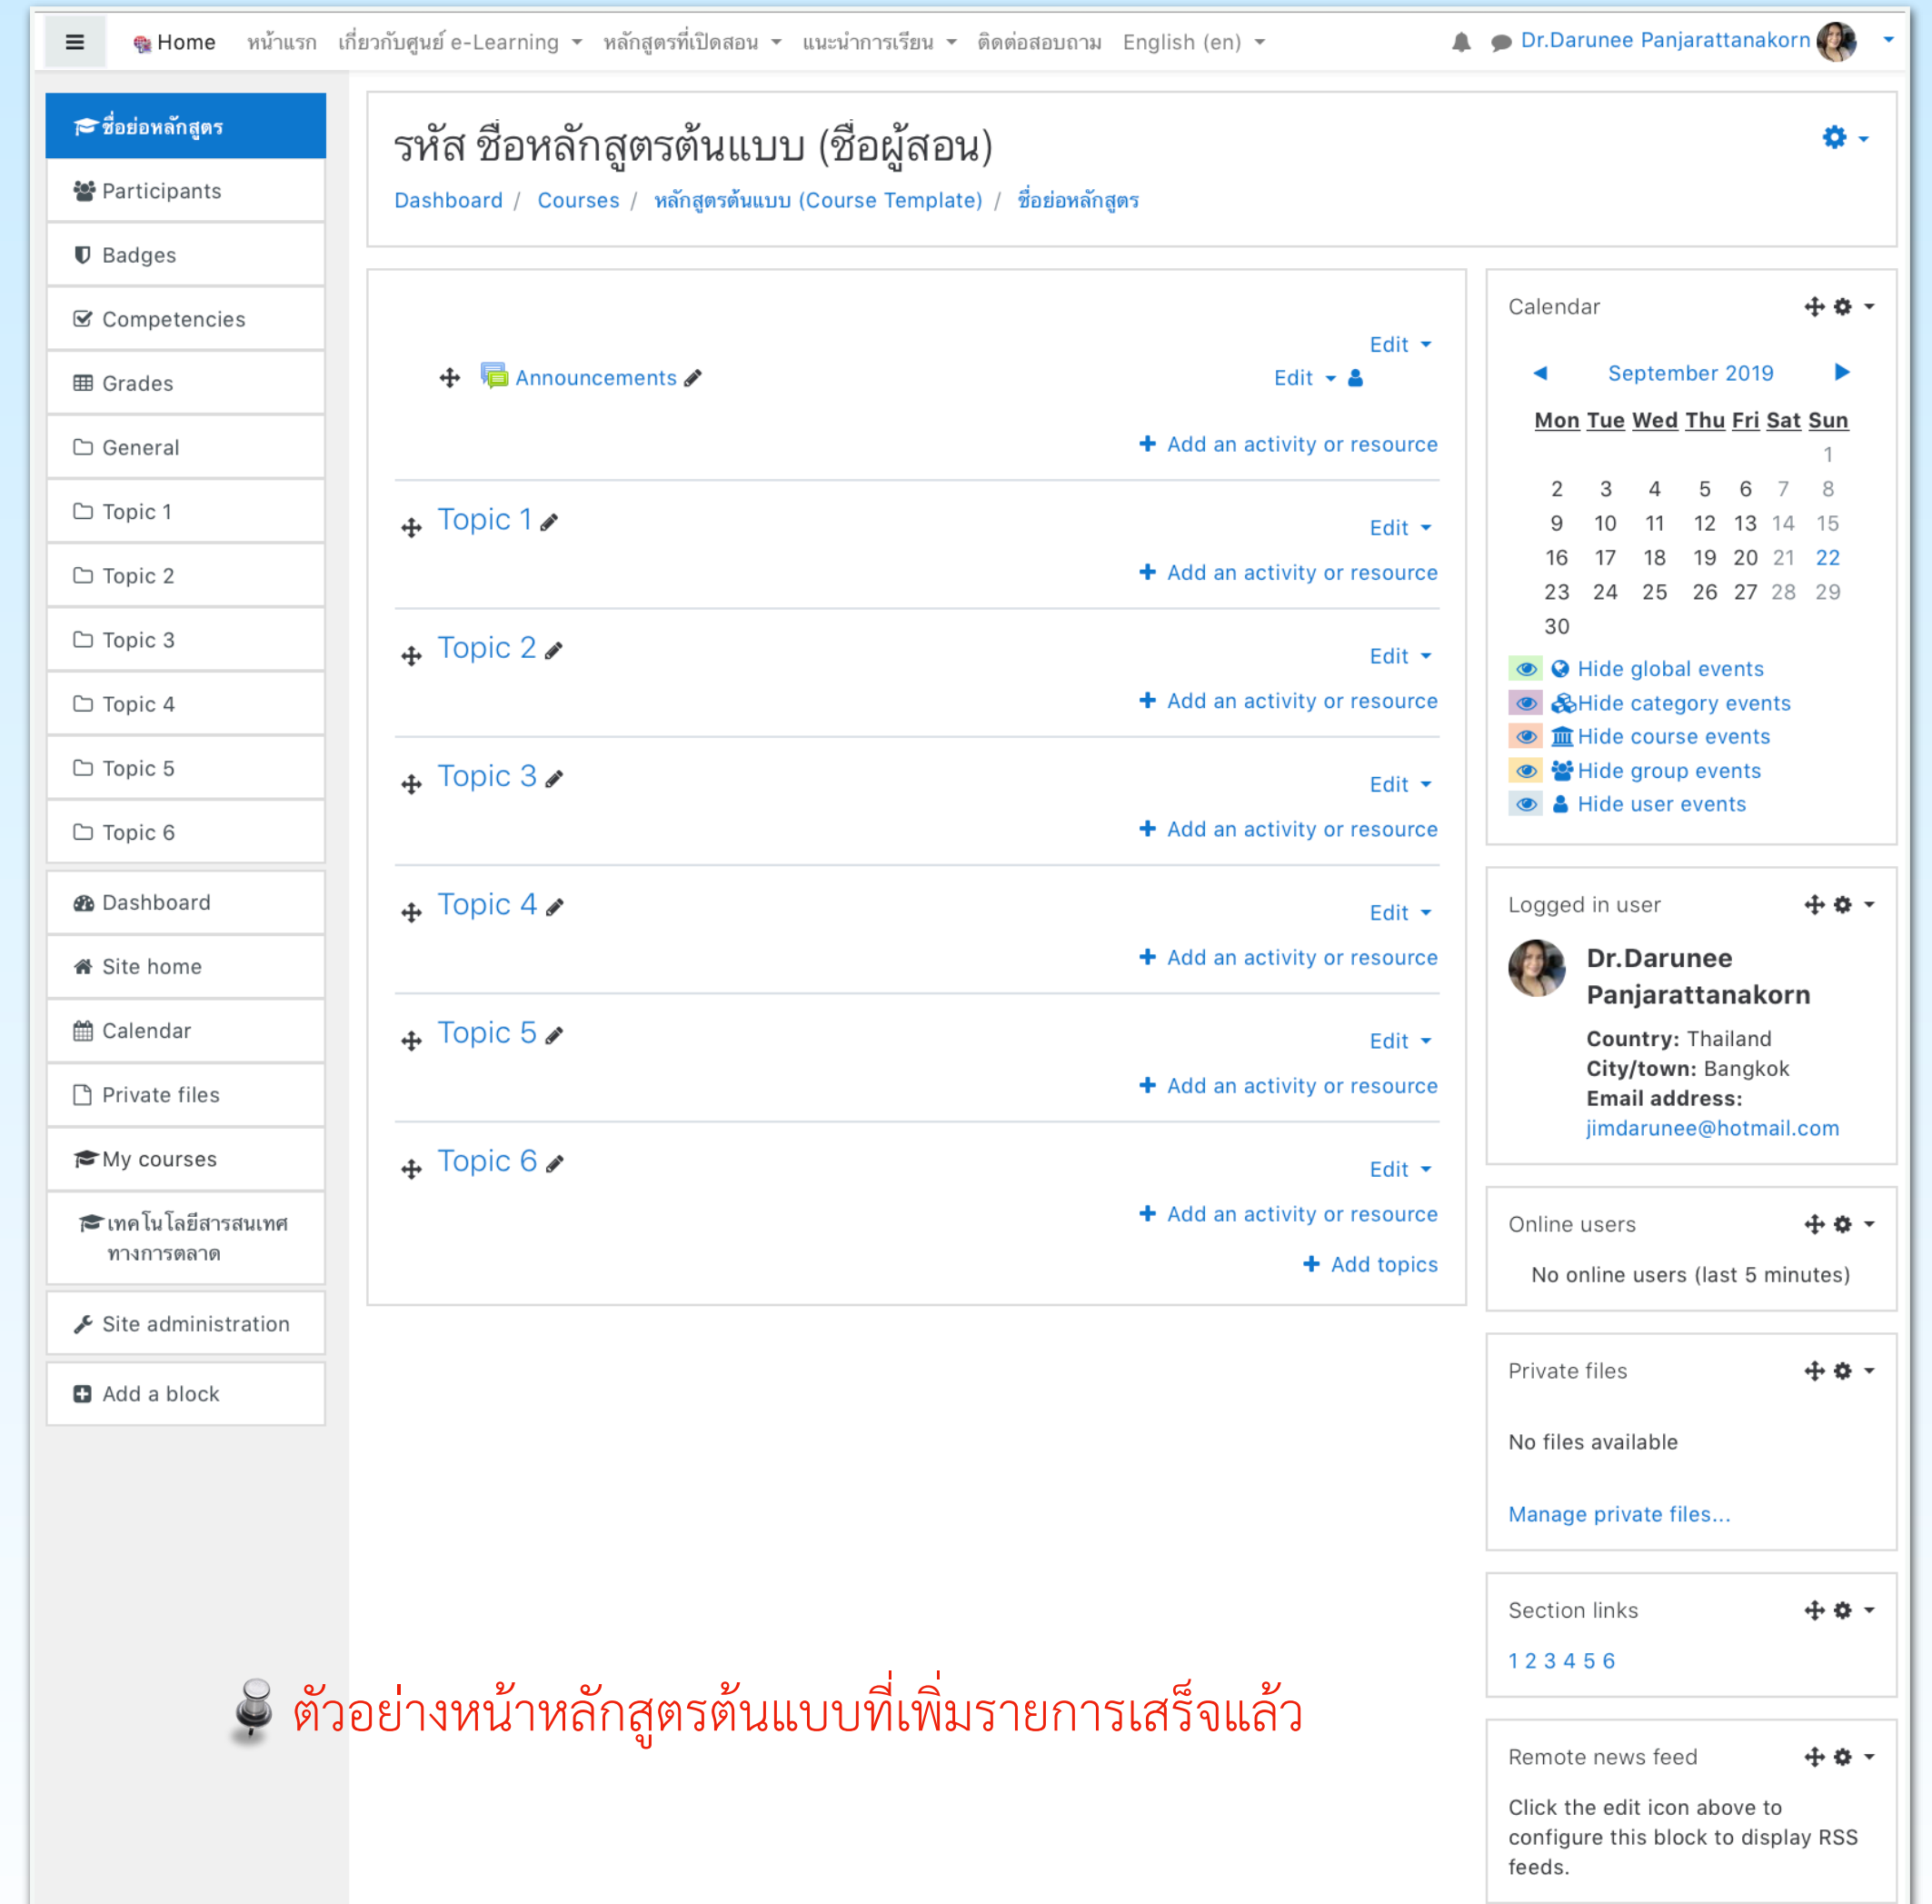 Home หน้าแรก เกี่ยวกับศูนย์ e-Learning หลักสูตรที่เปิดสอน แนะนำการเรียน ติดต่อสอบถาม English (en) Dr.Darunee Panjarattanakorn
ชื่อย่อหลักสูตร
Participants
Badges
Competencies
Grades
General
Topic 1
Topic 2
Topic 3
Topic 4
Topic 5
Topic 6
Dashboard
Site home
Calendar
Private files
My courses
เทคโนโลยีสารสนเทศ
ทางการตลาด
Site administration
Add a block
รหัส ชื่อหลักสูตรต้นแบบ (ชื่อผู้สอน)
Dashboard / Courses / หลักสูตรต้นแบบ (Course Template) / ชื่อย่อหลักสูตร
Edit
Announcements Edit
Add an activity or resource
Topic 1
Edit
Add an activity or resource
Topic 2
Edit
Add an activity or resource
Topic 3
Edit
Add an activity or resource
Topic 4
Edit
Add an activity or resource
Topic 5
Edit
Add an activity or resource
Topic 6
Edit
Add an activity or resource
Add topics
Calendar
September 2019
Mon Tue Wed Thu Fri Sat Sun
1
2 3 4 5 6 7 8
9 10 11 12 13 14 15
16 17 18 19 20 21 22
23 24 25 26 27 28 29
30
Hide global events
Hide category events
Hide course events
Hide group events
Hide user events
Logged in user
Dr.Darunee
Panjarattanakorn
Country: Thailand
City/town: Bangkok
Email address:
jimdarunee@hotmail.com
Online users
No online users (last 5 minutes)
Private files
No files available
Manage private files...
Section links
1 2 3 4 5 6
Remote news feed
Click the edit icon above to
configure this block to display RSS
feeds.
ตัวอย่างหน้าหลักสูตรต้นแบบที่เพิ่มรายการเสร็จแล้ว